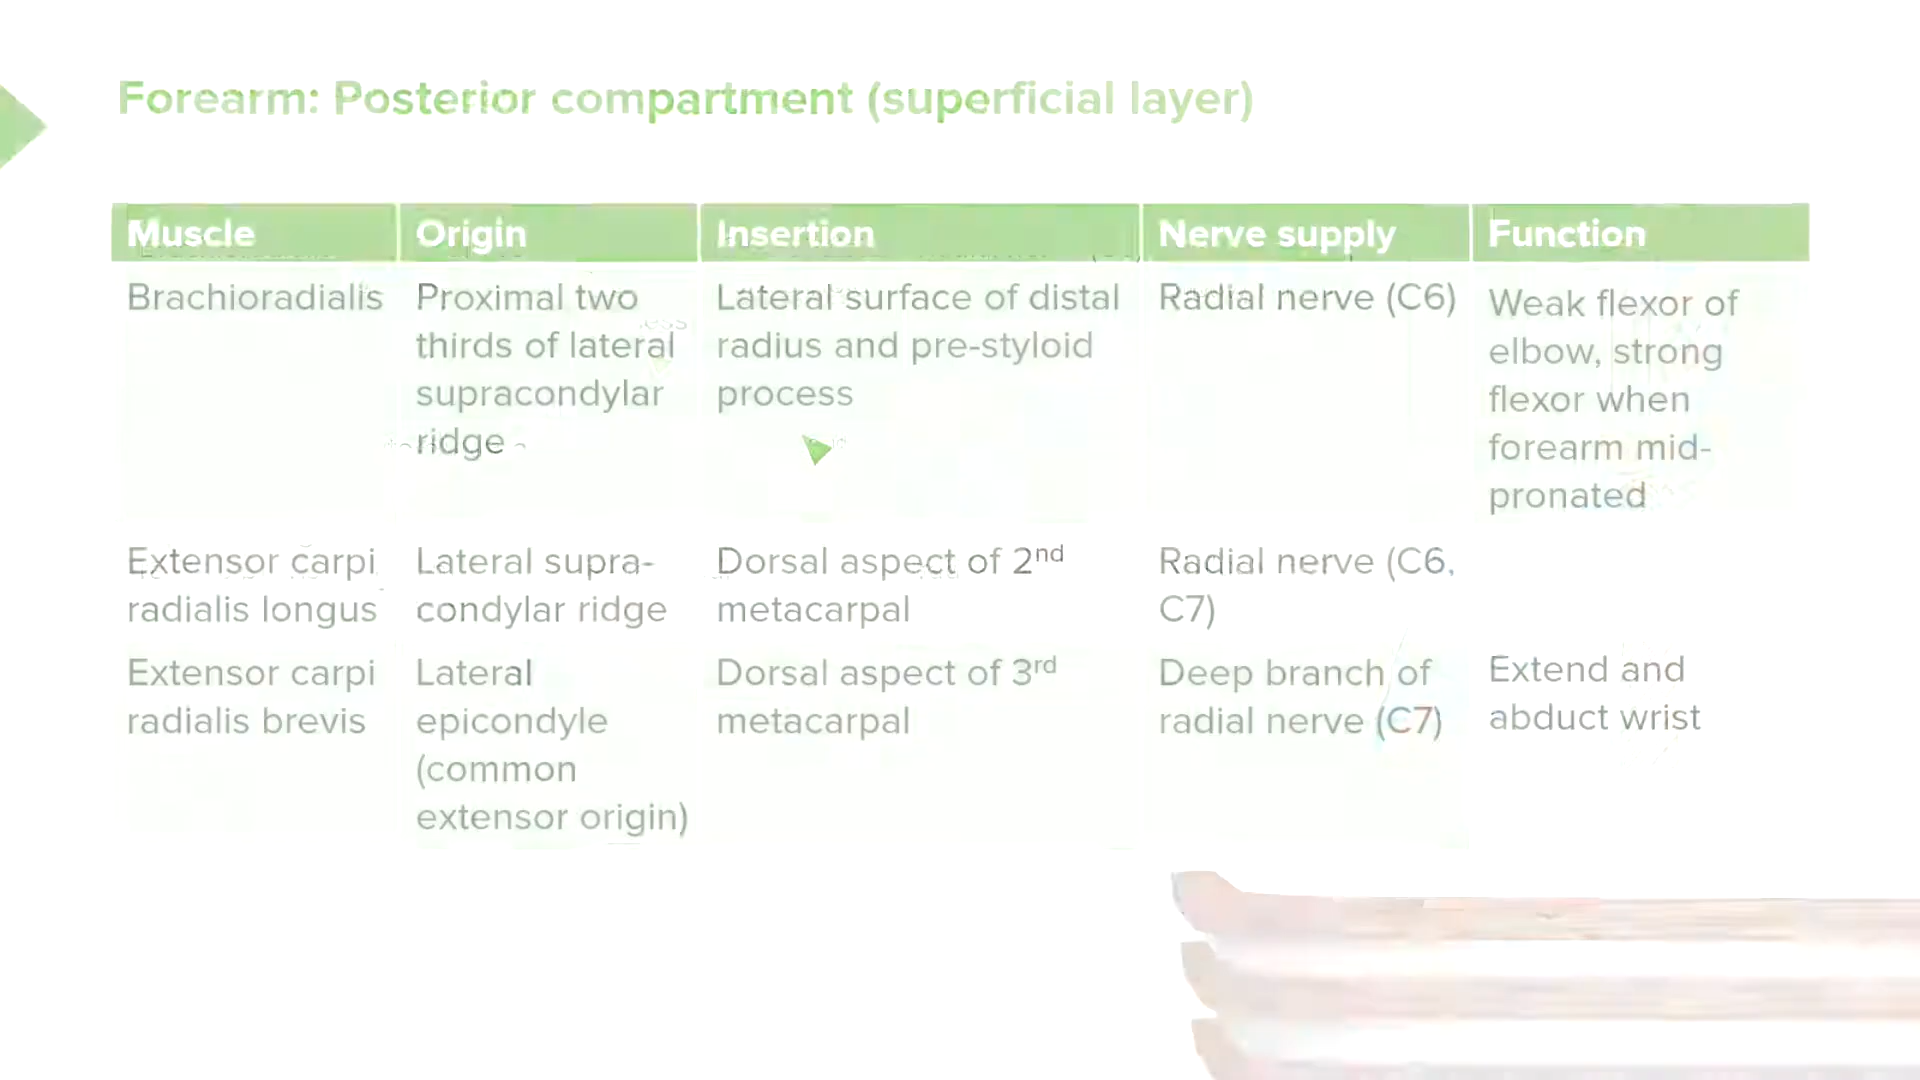 Forearm: Posterior compartment (superficial layer)
Muscle
Origin
Insertion
Nerve supply
Function
Brachioradialis
Proximal two
thirds of lateral
supracondylar
ridge
Lateral surface of distal
radius and pre-styloid
process
Radial nerve (C6)
Weak flexor of
elbow, strong
flexor when
forearm mid-
pronated
Extensor carpi
radialis longus
Lateral supra-
condylar ridge
Dorsal aspect of 2nd
metacarpal
Radial nerve (C6,
C7)
Extensor carpi
radialis brevis
Lateral
epicondyle
(common
extensor origin)
Dorsal aspect of 3rd
metacarpal
Deep branch of
radial nerve (C7)
Extend and
abduct wrist